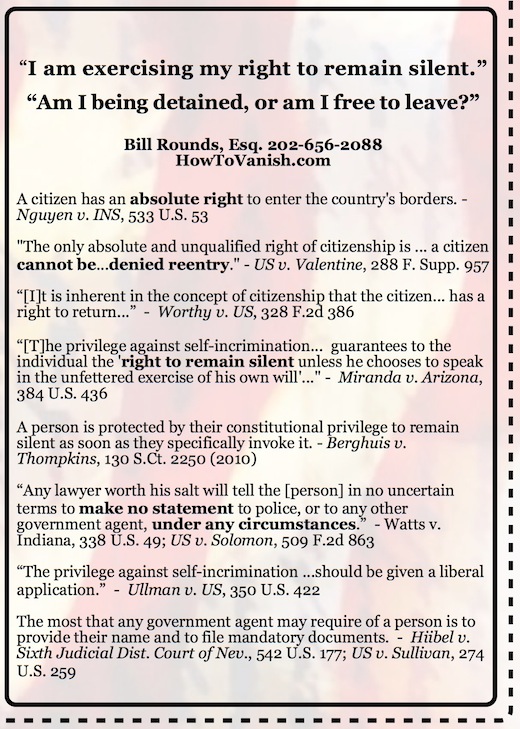 “I am exercising my right to remain silent.”
“Am I being detained, or am I free to leave?”
Bill Rounds, Esq. 202-656-2088
HowToVanish.com
A citizen has an absolute right to enter the country's borders. -
Nguyen v. INS, 533 U.S. 53
"The only absolute and unqualified right of citizenship is ... a citizen
cannot be...denied reentry." - US v. Valentine, 288 F. Supp. 957
“[I]t is inherent in the concept of citizenship that the citizen... has a
right to return...” - Worthy v. US, 328 F.2d 386
“[T]he privilege against self-incrimination... guarantees to the
individual the 'right to remain silent unless he chooses to speak
in the unfettered exercise of his own will'..." - Miranda v. Arizona,
384 U.S. 436
A person is protected by their constitutional privilege to remain
silent as soon as they specifically invoke it. - Berghuis v.
Thompkins, 130 S.Ct. 2250 (2010)
“Any lawyer worth his salt will tell the [person] in no uncertain
terms to make no statement to police, or to any other
government agent, under any circumstances.” - Watts v.
Indiana, 338 U.S. 49; US v. Solomon, 509 F.2d 863
“The privilege against self-incrimination ...should be given a liberal
application.” - Ullman v. US, 350 U.S. 422
The most that any government agent may require of a person is to
provide their name and to file mandatory documents. - Hiibel v.
Sixth Judicial Dist. Court of Nev., 542 U.S. 177; US v. Sullivan, 274
U.S. 259